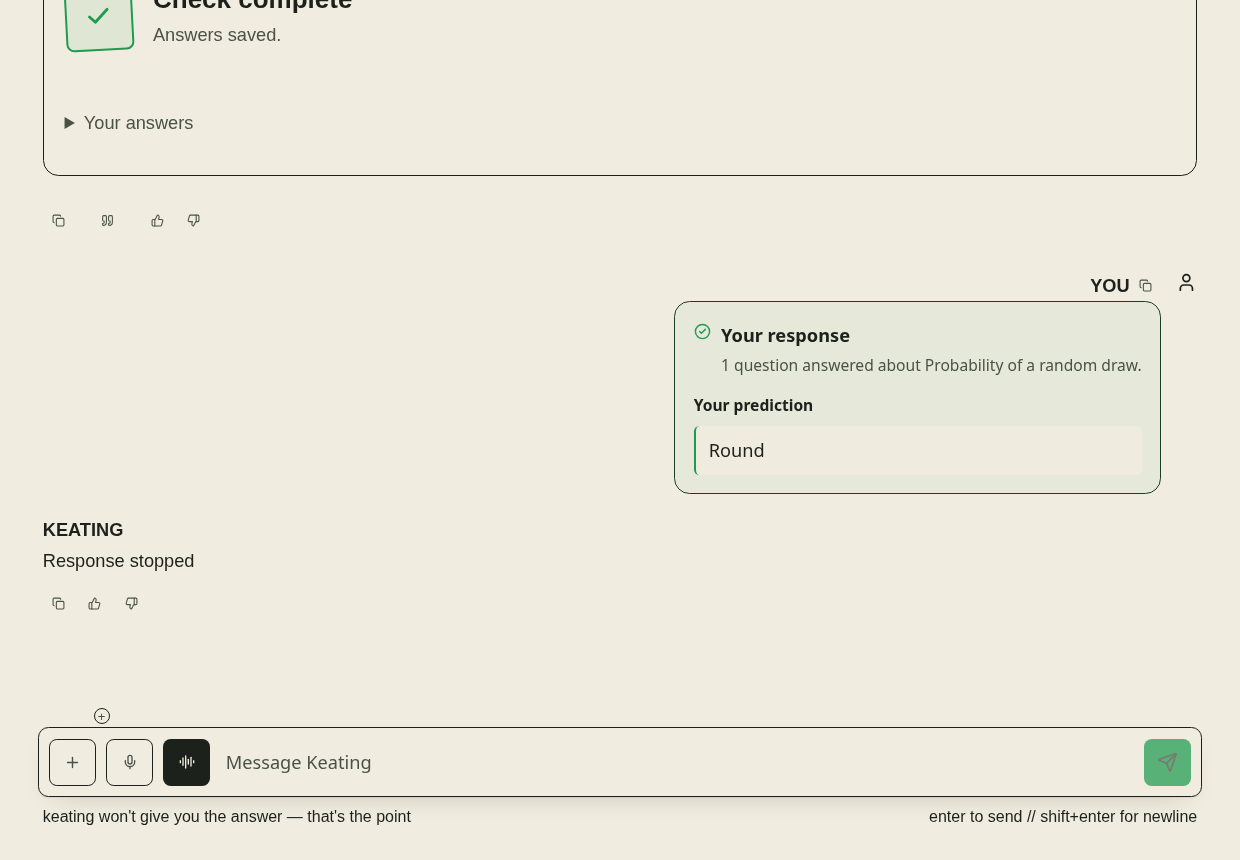 Check complete
Answers saved.
Your answers
YOU
Your response
1 question answered about Probability of a random draw.
Your prediction
Round
KEATING
Response stopped
Message Keating
keating won't give you the answer — that's the point
enter to send // shift+enter for newline